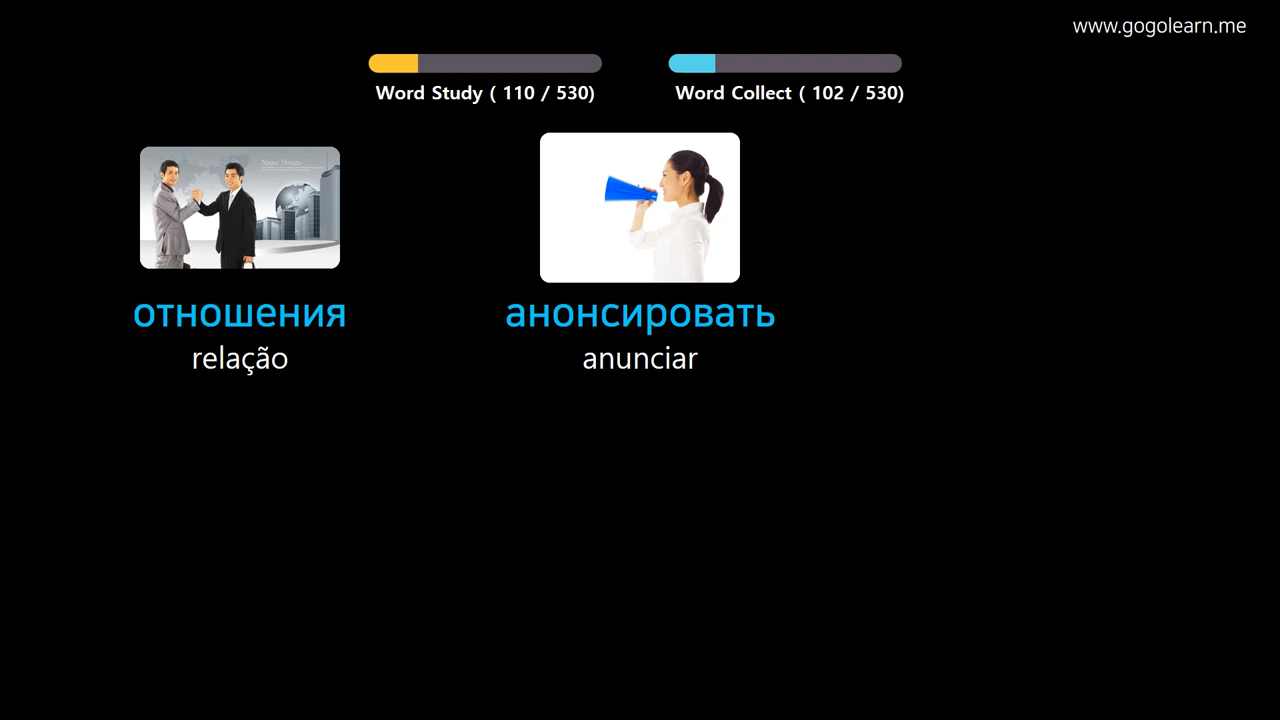 www.gogolearn.me
Word Study ( 110 / 530)
Word Collect ( 102 / 530)
отношения
анонсировать
relação
anunciar